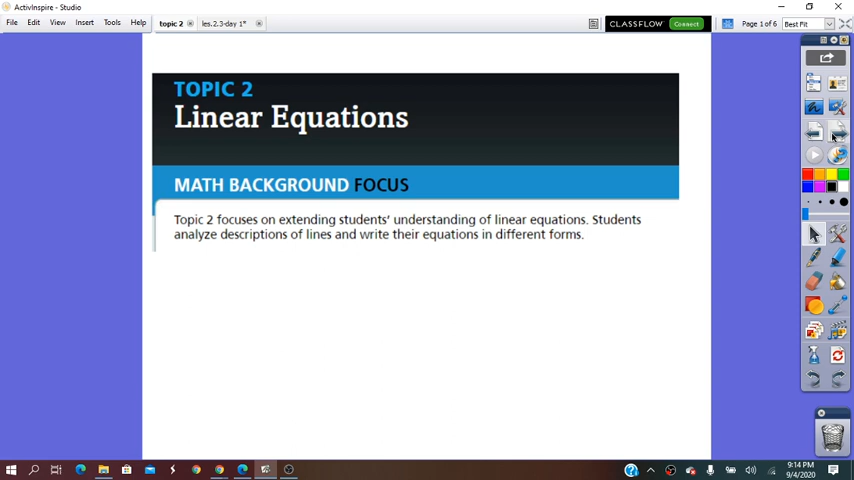 ActivInspire - Studio
File Edit View Insert Tools Help topic 2 les.2.3-day 1* CLASSFLOW Connect Page 1 of 6 Best Fit
TOPIC 2
Linear Equations
MATH BACKGROUND FOCUS
Topic 2 focuses on extending students' understanding of linear equations. Students
analyze descriptions of lines and write their equations in different forms.
9:14 PM
9/4/2020